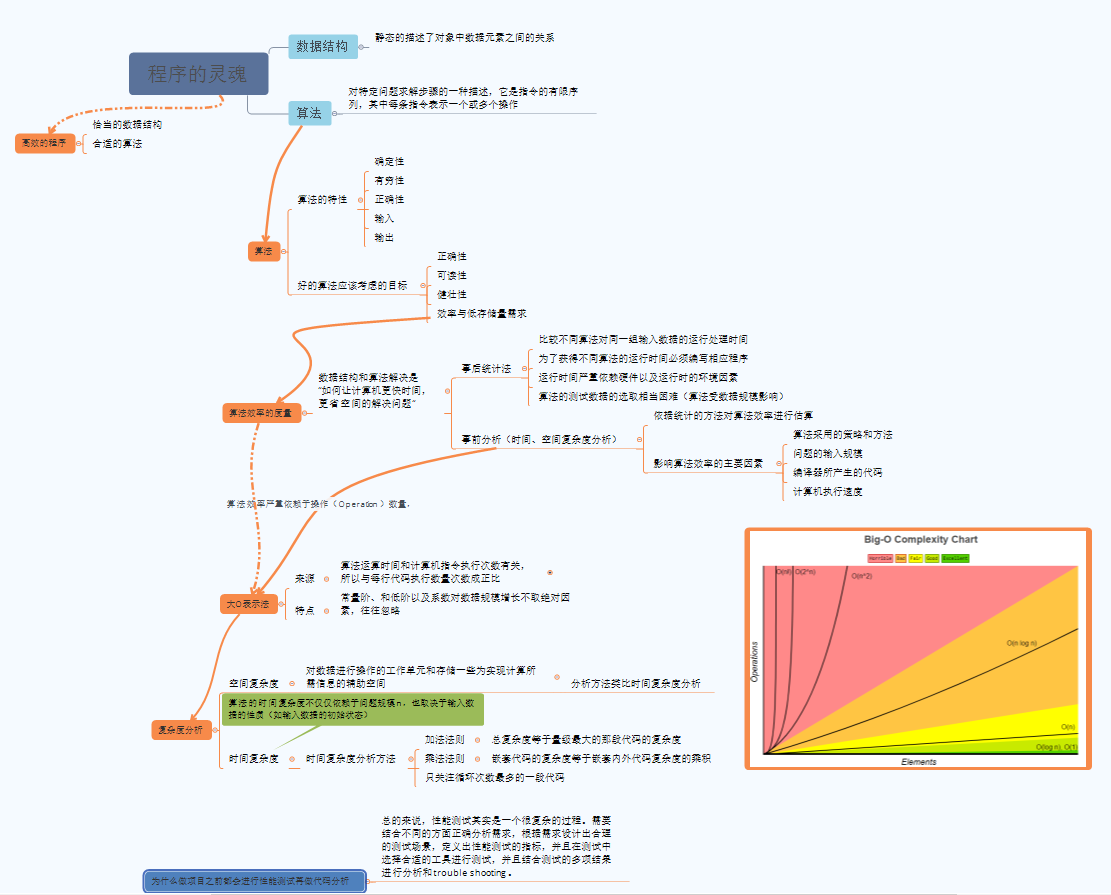 程序的灵魂
数据结构
静态的描述了对象中数据元素之间的关系
算法
对特定问题求解步骤的一种描述，它是指令的有限序
列，其中每条指令表示一个或多个操作
高效的程序
恰当的数据结构
合适的算法
算法
算法的特性
确定性
有穷性
正确性
输入
输出
好的算法应该考虑的目标
正确性
可读性
健壮性
效率与低存储量需求
算法效率的度量
数据结构和算法解决是
“如何让计算机更快时间，
更省空间的解决问题”
事后统计法
比较不同算法对同一组输入数据的运行处理时间
为了获得不同算法的运行时间必须编写相应程序
运行时间严重依赖硬件以及运行时的环境因素
算法的测试数据的选取相当困难（算法受数据规模影响）
事前分析（时间、空间复杂度分析）
依据统计的方法对算法效率进行估算
影响算法效率的主要因素
算法采用的策略和方法
问题的输入规模
编译器所产生的代码
计算机执行速度
算法效率严重依赖于操作（Operation）数量，
大O表示法
来源
算法运算时间和计算机指令执行次数有关，
所以与每行代码执行数量次数成正比
特点
常量阶、和低阶以及系数对数据规模增长不取绝对因
素，往往忽略
复杂度分析
空间复杂度
对数据进行操作的工作单元和存储一些为实现计算所
需信息的辅助空间
分析方法类比时间复杂度分析
算法的时间复杂度不仅仅依赖于问题规模n，也取决于输入数
据的性质（如输入数据的初始状态）
时间复杂度
时间复杂度分析方法
加法法则
总复杂度等于量级最大的那段代码的复杂度
乘法法则
嵌套代码的复杂度等于嵌套内外代码复杂度的乘积
只关注循环次数最多的一段代码
Big-O Complexity Chart
Horrible Bad Fair Good Excellent
O(n!) O(2^n)
O(n^2)
O(n log n)
O(n)
O(log n), O(1)
Operations
Elements
为什么做项目之前都会进行性能测试再做代码分析
总的来说，性能测试其实是一个很复杂的过程。需要
结合不同的方面正确分析需求，根据需求设计出合理
的测试场景，定义出性能测试的指标，并且在测试中
选择合适的工具进行测试，并且结合测试的多项结果
进行分析和trouble shooting。